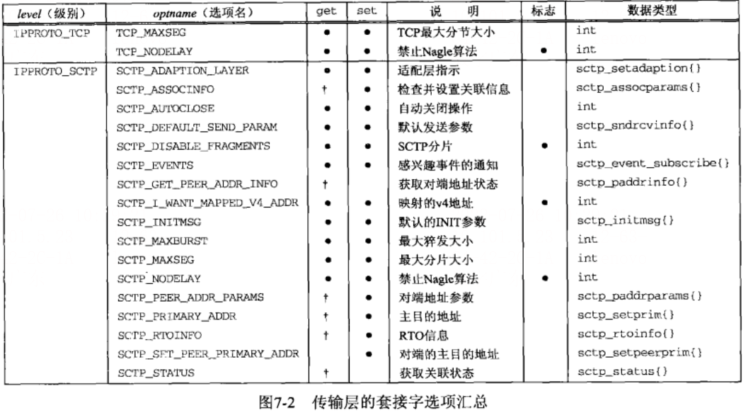 level（级别） optname（选项名） get set 说 明 标志 数据类型
IPPROTO_TCP TCP_MAXSEG ● ● TCP最大分节大小 int
TCP_NODELAY ● ● 禁止Nagle算法 ● int
IPPROTO_SCTP SCTP_ADAPTION_LAYER ● ● 适配层指示 sctp_setadaption{}
SCTP_ASSOCINFO † ● 检查并设置关联信息 sctp_assocparams{}
SCTP_AUTOCLOSE ● ● 自动关闭操作 int
SCTP_DEFAULT_SEND_PARAM ● ● 默认发送参数 sctp_sndrcvinfo{}
SCTP_DISABLE_FRAGMENTS ● ● SCTP分片 ● int
SCTP_EVENTS ● ● 感兴趣事件的通知 sctp_event_subscribe{}
SCTP_GET_PEER_ADDR_INFO † 获取对端地址状态 sctp_paddrinfo{}
SCTP_I_WANT_MAPPED_V4_ADDR ● ● 映射的v4地址 ● int
SCTP_INITMSG ● ● 默认的INIT参数 sctp_initmsg{}
SCTP_MAXBURST ● ● 最大猝发大小 int
SCTP_MAXSEG ● ● 最大分片大小 int
SCTP_NODELAY ● ● 禁止Nagle算法 ● int
SCTP_PEER_ADDR_PARAMS † ● 对端地址参数 sctp_paddrparams{}
SCTP_PRIMARY_ADDR † ● 主目的地址 sctp_setprim{}
SCTP_RTOINFO † ● RTO信息 sctp_rtoinfo{}
SCTP_SET_PEER_PRIMARY_ADDR ● 对端的主目的地址 sctp_setpeerprim{}
SCTP_STATUS † 获取关联状态 sctp_status{}
图7-2 传输层的套接字选项汇总